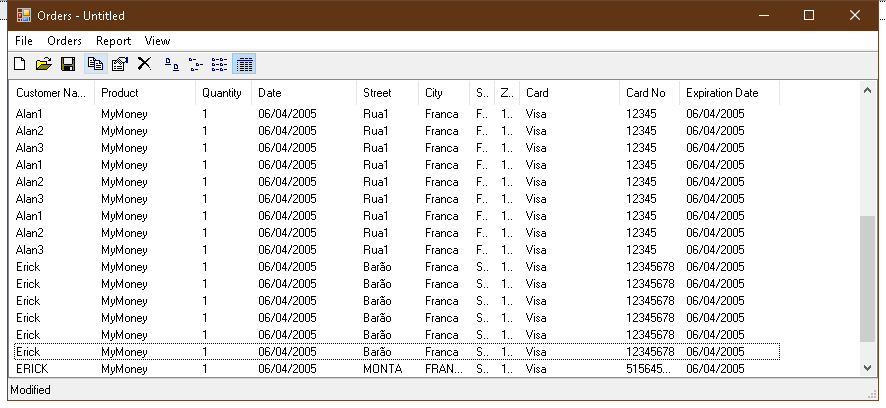 Orders - Untitled
File Orders Report View
Customer Na... Product Quantity Date Street City S.. Z.. Card Card No Expiration Date
Alan1 MyMoney 1 06/04/2005 Rua1 Franca F.. 1.. Visa 12345 06/04/2005
Alan2 MyMoney 1 06/04/2005 Rua1 Franca F.. 1.. Visa 12345 06/04/2005
Alan3 MyMoney 1 06/04/2005 Rua1 Franca F.. 1.. Visa 12345 06/04/2005
Alan1 MyMoney 1 06/04/2005 Rua1 Franca F.. 1.. Visa 12345 06/04/2005
Alan2 MyMoney 1 06/04/2005 Rua1 Franca F.. 1.. Visa 12345 06/04/2005
Alan3 MyMoney 1 06/04/2005 Rua1 Franca F.. 1.. Visa 12345 06/04/2005
Alan1 MyMoney 1 06/04/2005 Rua1 Franca F.. 1.. Visa 12345 06/04/2005
Alan2 MyMoney 1 06/04/2005 Rua1 Franca F.. 1.. Visa 12345 06/04/2005
Alan3 MyMoney 1 06/04/2005 Rua1 Franca F.. 1.. Visa 12345 06/04/2005
Erick MyMoney 1 06/04/2005 Barão Franca S.. 1.. Visa 12345678 06/04/2005
Erick MyMoney 1 06/04/2005 Barão Franca S.. 1.. Visa 12345678 06/04/2005
Erick MyMoney 1 06/04/2005 Barão Franca S.. 1.. Visa 12345678 06/04/2005
Erick MyMoney 1 06/04/2005 Barão Franca S.. 1.. Visa 12345678 06/04/2005
Erick MyMoney 1 06/04/2005 Barão Franca S.. 1.. Visa 12345678 06/04/2005
Erick MyMoney 1 06/04/2005 Barão Franca S.. 1.. Visa 12345678 06/04/2005
ERICK MyMoney 1 06/04/2005 MONTA FRAN... S.. 1.. Visa 515645... 06/04/2005
Modified